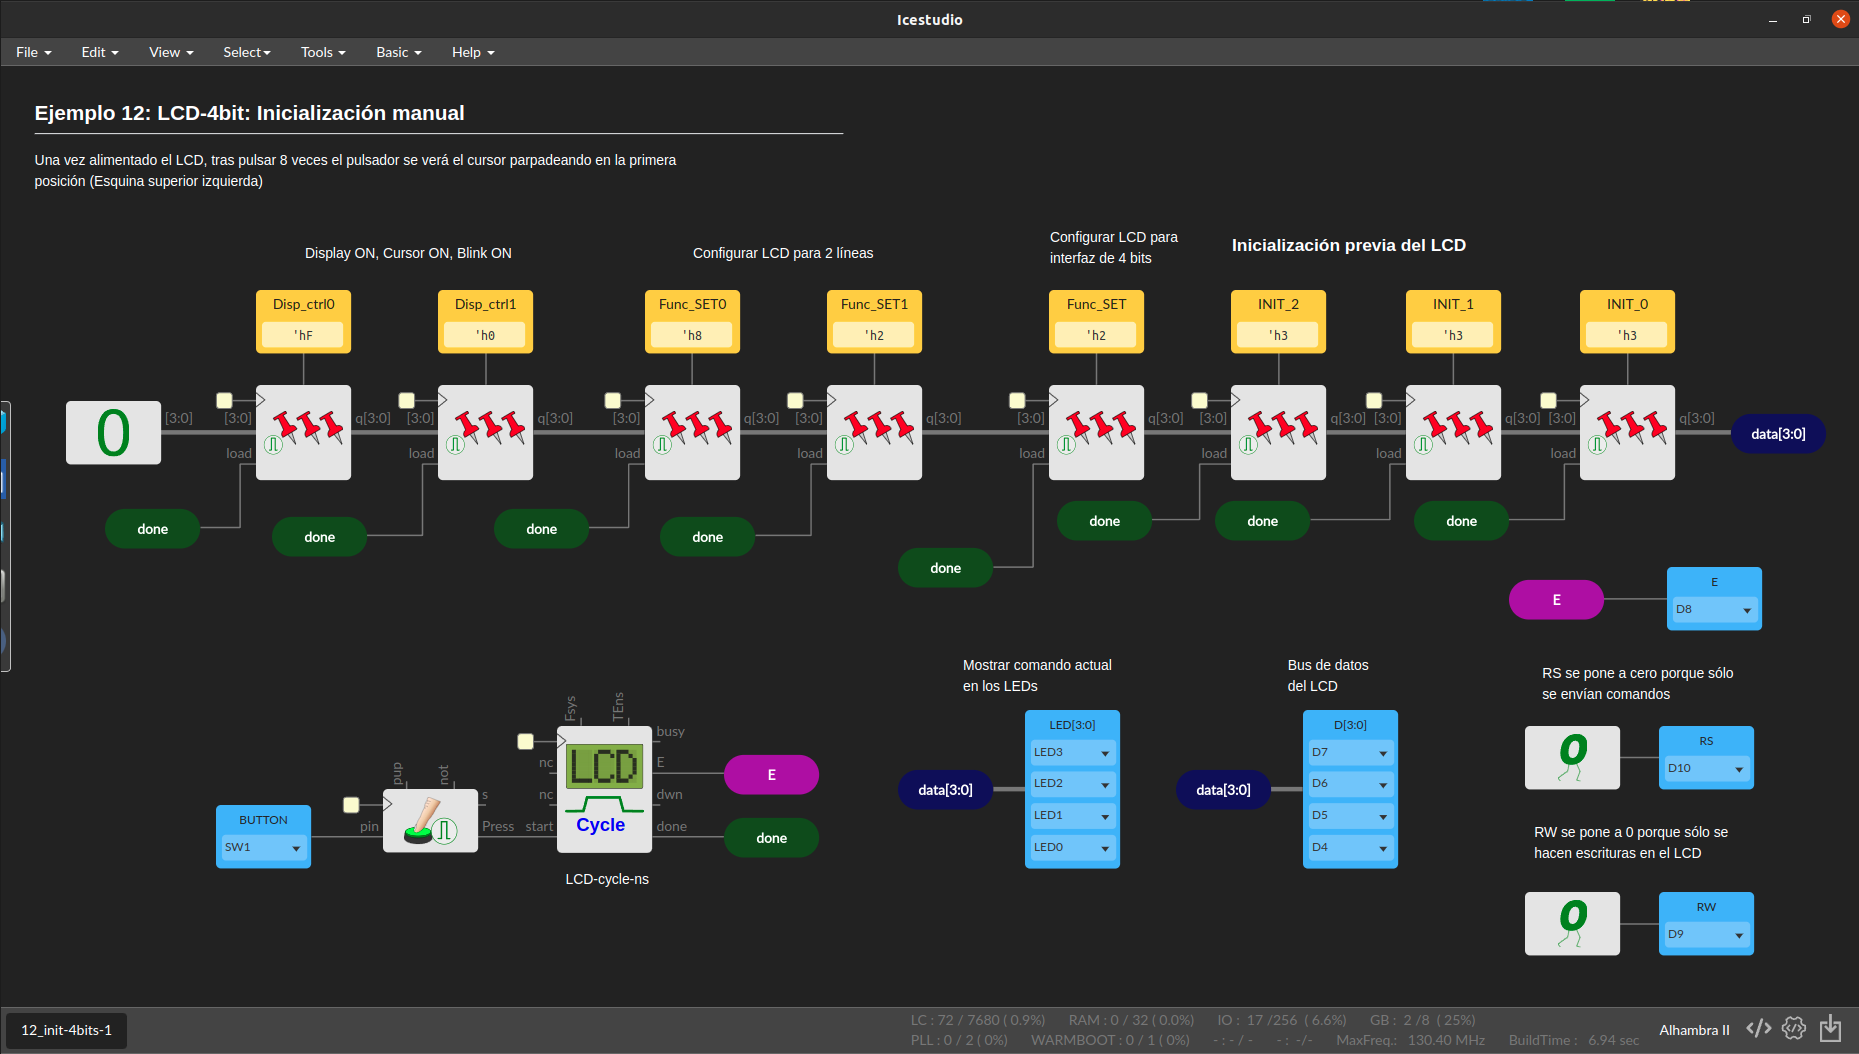 Icestudio
File Edit View Select Tools Basic Help
Ejemplo 12: LCD-4bit: Inicialización manual
Una vez alimentado el LCD, tras pulsar 8 veces el pulsador se verá el cursor parpadeando en la primera
posición (Esquina superior izquierda)
Display ON, Cursor ON, Blink ON
Configurar LCD para 2 líneas
Configurar LCD para
interfaz de 4 bits
Inicialización previa del LCD
Disp_ctrl0 Disp_ctrl1 Func_SET0 Func_SET1 Func_SET INIT_2 INIT_1 INIT_0
'hF 'h0 'h8 'h2 'h2 'h3 'h3 'h3
0 [3:0] [3:0] q[3:0] [3:0] q[3:0] [3:0] q[3:0] [3:0] q[3:0] [3:0] q[3:0] [3:0] q[3:0] [3:0] q[3:0] [3:0] q[3:0] data[3:0]
load load load load load load load load
done done done done done done done done
E
E
D8
Mostrar comando actual
en los LEDs
Bus de datos
del LCD
RS se pone a cero porque sólo
se envían comandos
BUTTON
SW1
pup not
pin s
Press
Fsys TEns
nc
nc
start
LCD
Cycle
busy
E
dwn
done
E
done
LCD-cycle-ns
data[3:0]
LED[3:0]
LED3
LED2
LED1
LED0
data[3:0]
D[3:0]
D7
D6
D5
D4
0
RS
D10
RW se pone a 0 porque sólo se
hacen escrituras en el LCD
0
RW
D9
12_init-4bits-1
LC : 72 / 7680 ( 0.9%) RAM : 0 / 32 ( 0.0%) IO : 17 /256 ( 6.6%) GB : 2 /8 ( 25%)
PLL : 0 / 2 ( 0%) WARMBOOT : 0 / 1 ( 0%) - : - / - - : -/- MaxFreq.: 130.40 MHz BuildTime : 6.94 sec
Alhambra II